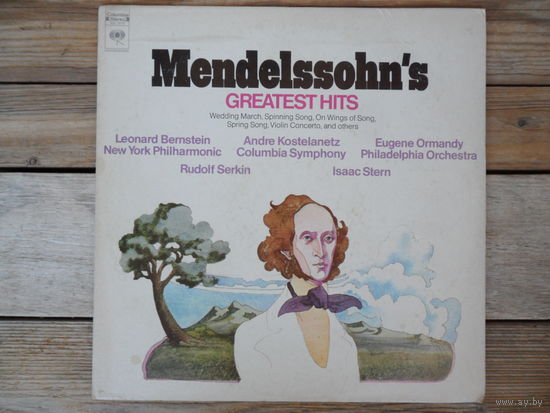 Columbia
Mendelssohn's
GREATEST HITS
Wedding March, Spinning Song, On Wings of Song,
Spring Song, Violin Concerto, and others
Leonard Bernstein
New York Philharmonic
Andre Kostelanetz
Columbia Symphony
Eugene Ormandy
Philadelphia Orchestra
Rudolf Serkin
Isaac Stern
www.ay.by